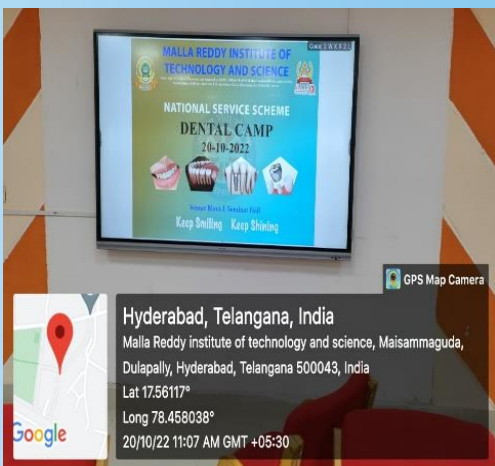 MALLA REDDY INSTITUTE OF
TECHNOLOGY AND SCIENCE
NATIONAL SERVICE SCHEME
DENTAL CAMP
20-10-2022
Keep Smiling Keep Shining
GPS Map Camera
Hyderabad, Telangana, India
Malla Reddy institute of technology and science, Maisammaguda,
Dulapally, Hyderabad, Telangana 500043, India
Lat 17.56117°
Long 78.458038°
20/10/22 11:07 AM GMT +05:30
Google